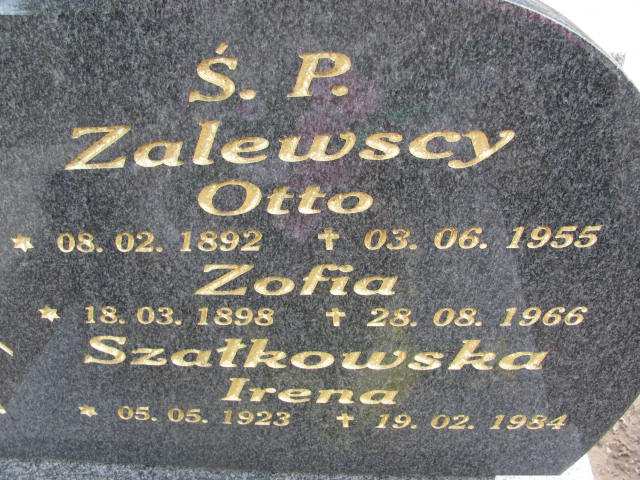 Ś. P.
Zalewscy
Otto
* 08. 02. 1892 ✝ 03. 06. 1955
Zofia
* 18. 03. 1898 ✝ 28. 08. 1966
Szałkowska
Irena
* 05. 05. 1923 ✝ 19. 02. 1984